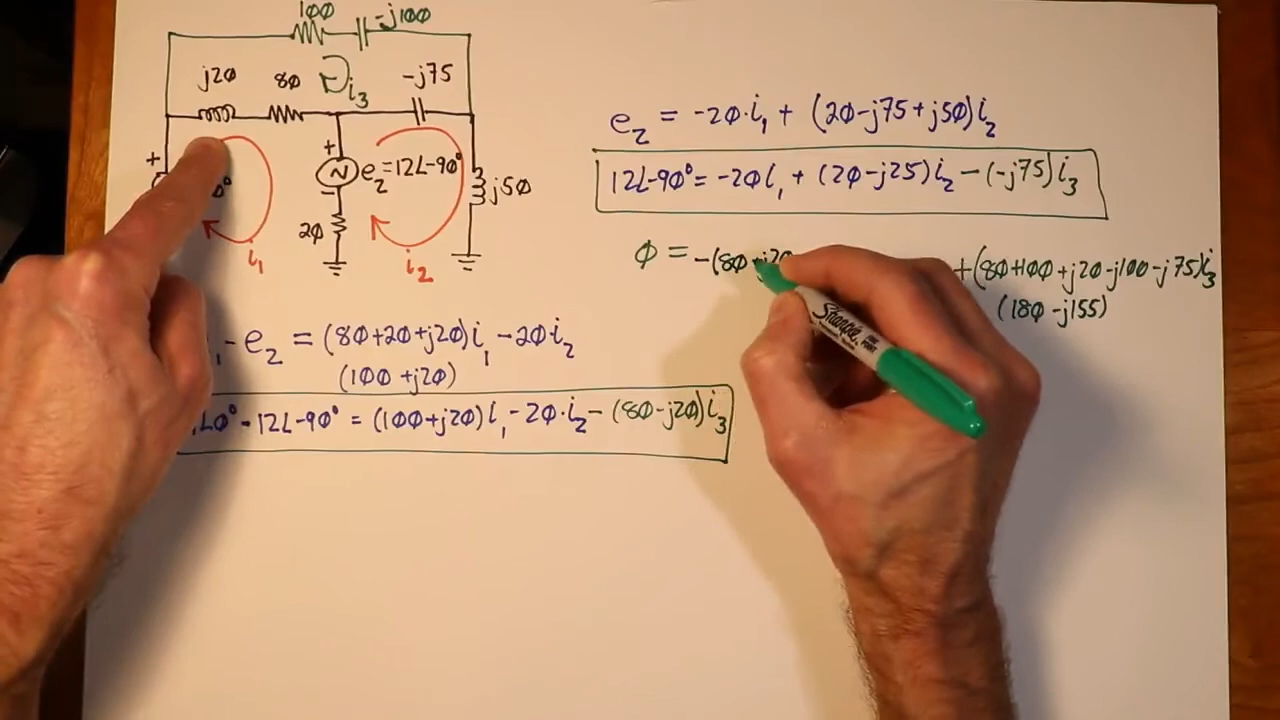 100 -j100
j20 80 i3 -j75
+ + e2=12∠-90° j50
-
20
i1 i2
- e2 = (80+20+j20)i1 -20i2
(100 +j20)
∠0° - 12∠-90° = (100+j20)i1 -20·i2 - (80-j20)i3
e2 = -20·i1 + (20-j75+j50)i2
12∠-90° = -20i1 + (20-j25)i2 - (-j75)i3
0 = -(80 j20 +(80+100+j20-j100-j75)i3
(180 -j155)
Sharpie